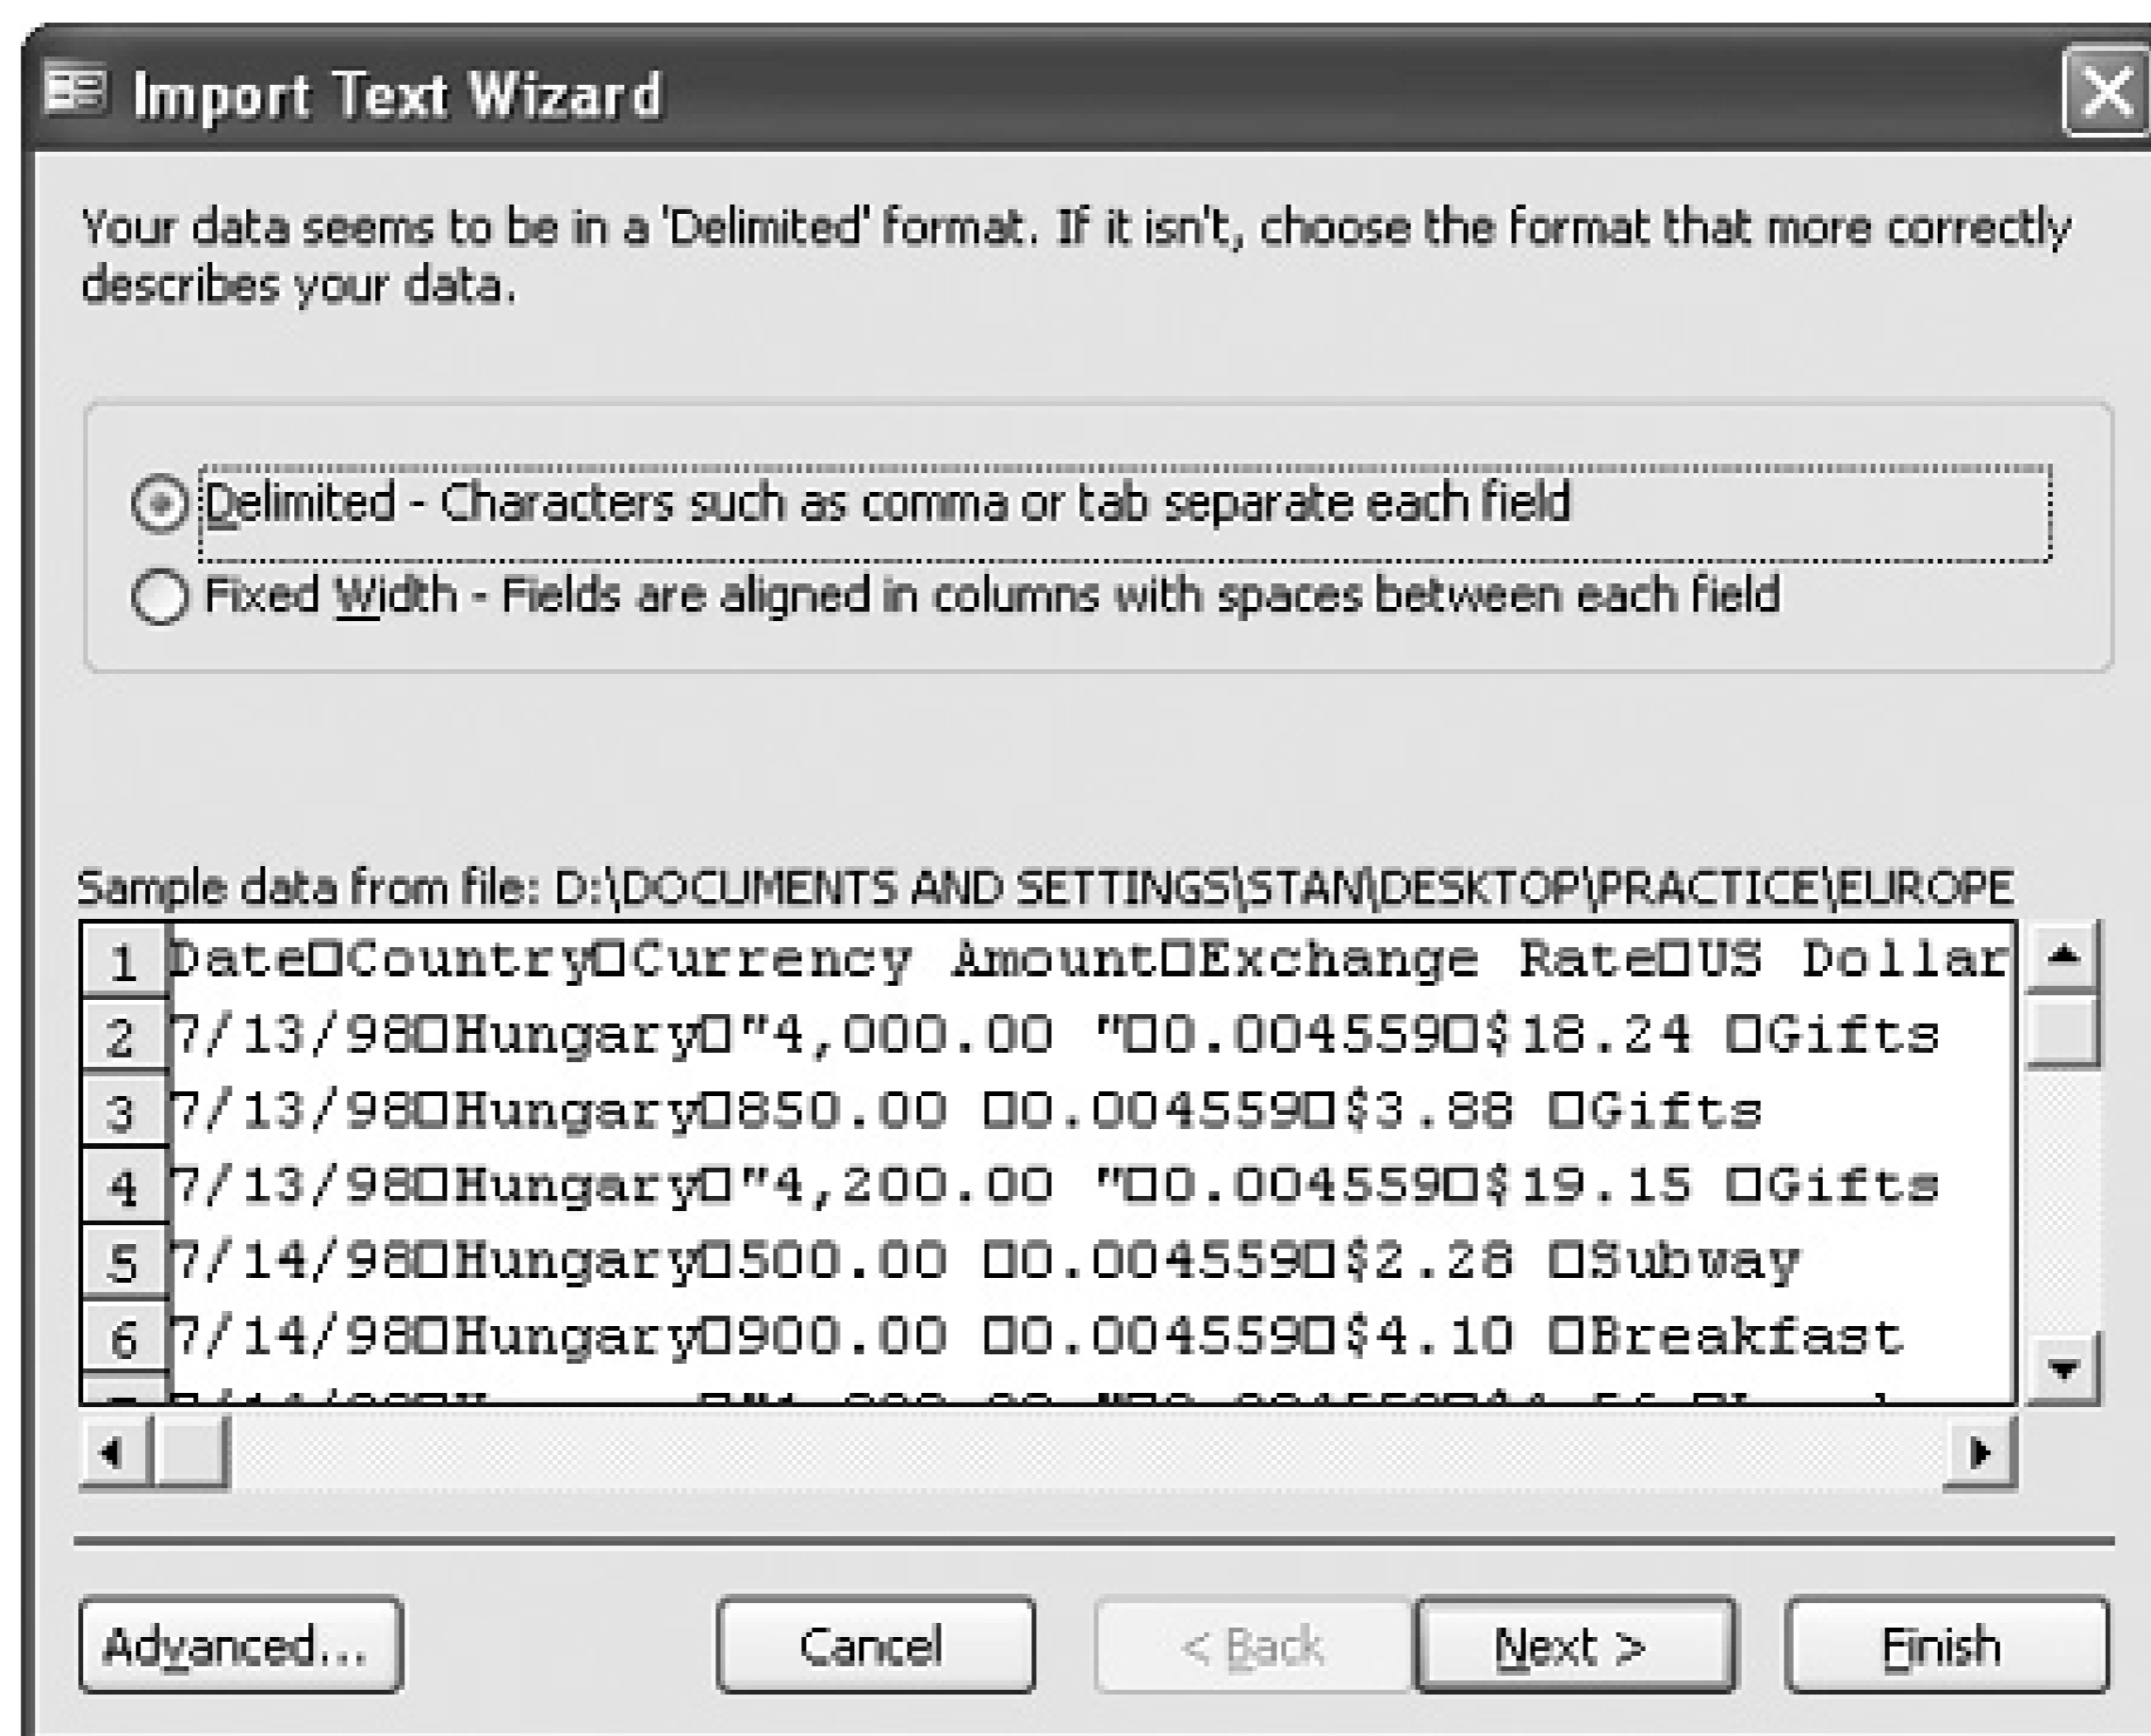 Import Text Wizard
Your data seems to be in a 'Delimited' format. If it isn't, choose the format that more correctly
describes your data.
Delimited - Characters such as comma or tab separate each field
Fixed Width - Fields are aligned in columns with spaces between each field
Sample data from file: D:\DOCUMENTS AND SETTINGS\STAN\DESKTOP\PRACTICE\EUROPE
1 Date□Country□Currency Amount□Exchange Rate□US Dollar
2 7/13/98□Hungary□"4,000.00 "□0.004559□$18.24 □Gifts
3 7/13/98□Hungary□850.00 □0.004559□$3.88 □Gifts
4 7/13/98□Hungary□"4,200.00 "□0.004559□$19.15 □Gifts
5 7/14/98□Hungary□500.00 □0.004559□$2.28 □Subway
6 7/14/98□Hungary□900.00 □0.004559□$4.10 □Breakfast
Advanced... Cancel < Back Next > Finish